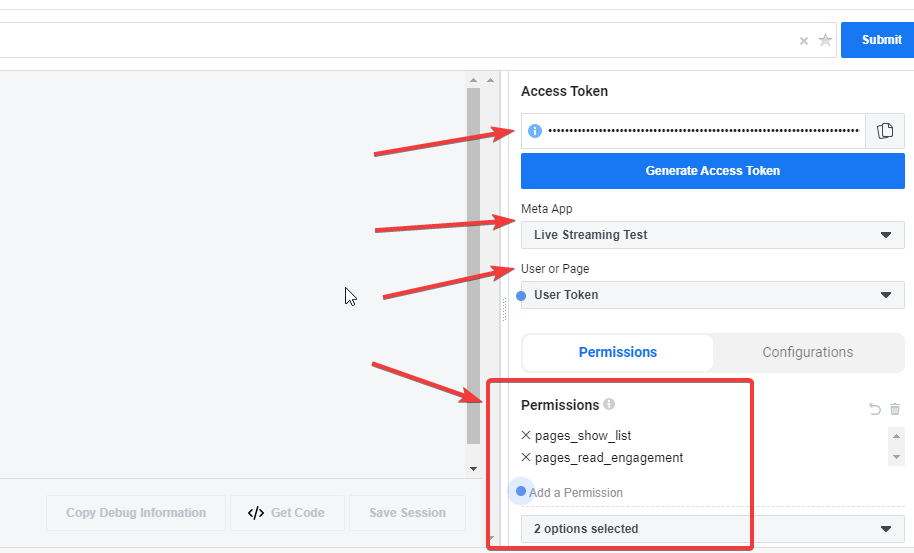 Submit
Access Token
Generate Access Token
Meta App
Live Streaming Test
User or Page
User Token
Permissions
Configurations
Permissions
pages_show_list
pages_read_engagement
Add a Permission
2 options selected
Copy Debug Information
</> Get Code
Save Session